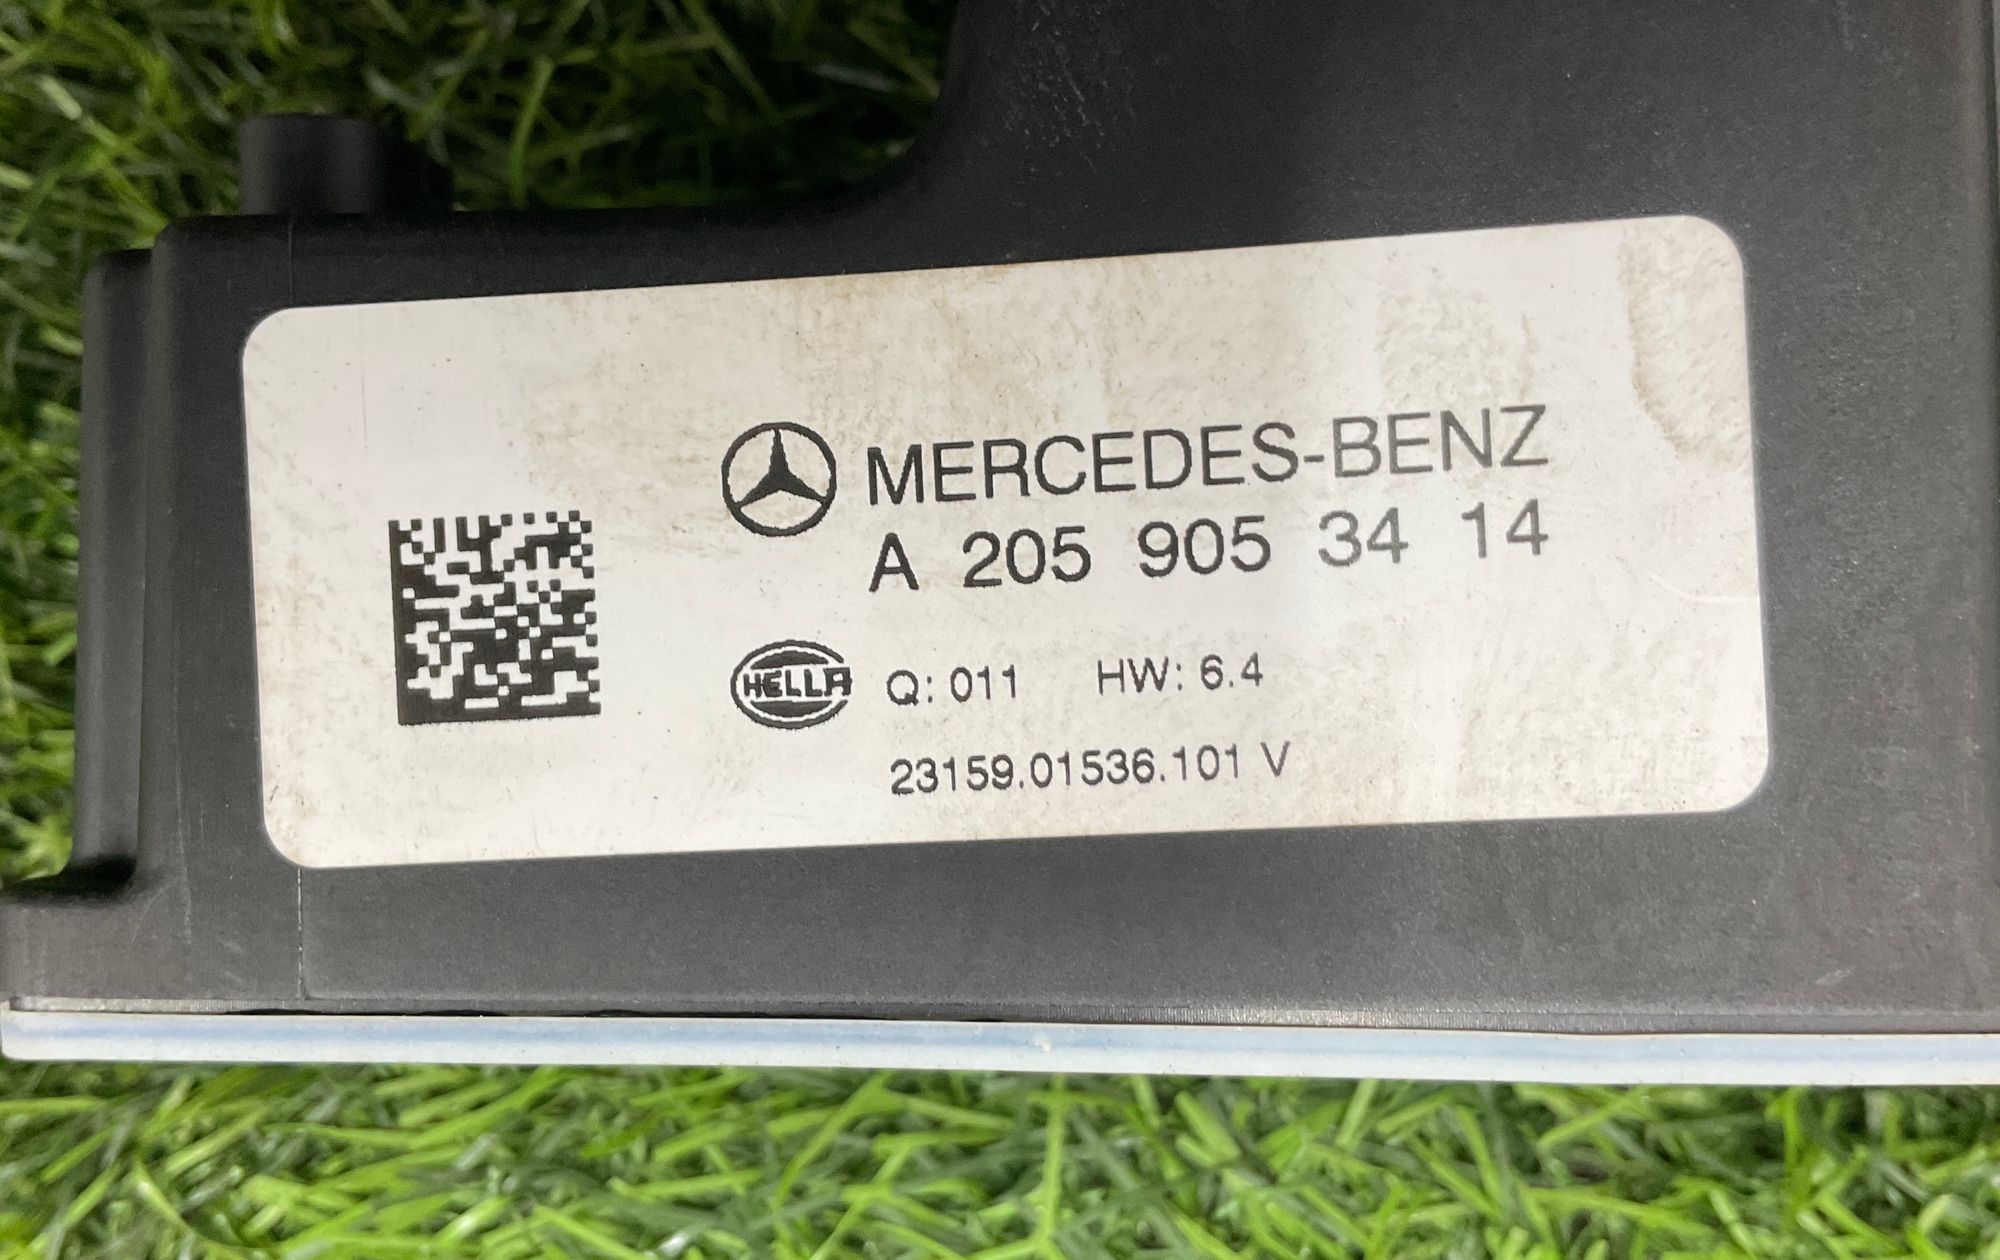 MERCEDES-BENZ
A 205 905 34 14
HELLA Q: 011 HW: 6.4
23159.01536.101 V